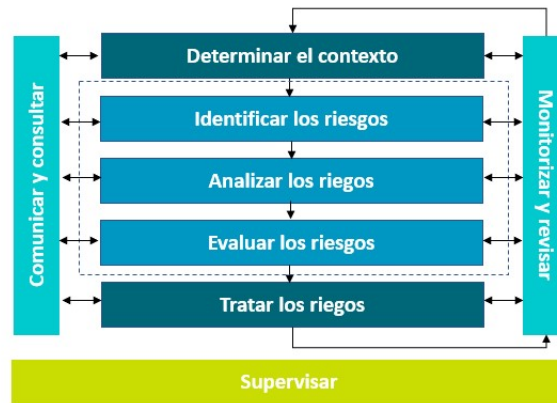 Determinar el contexto
Comunicar y consultar
Identificar los riesgos
Analizar los riegos
Evaluar los riesgos
Tratar los riegos
Monitorizar y revisar
Supervisar